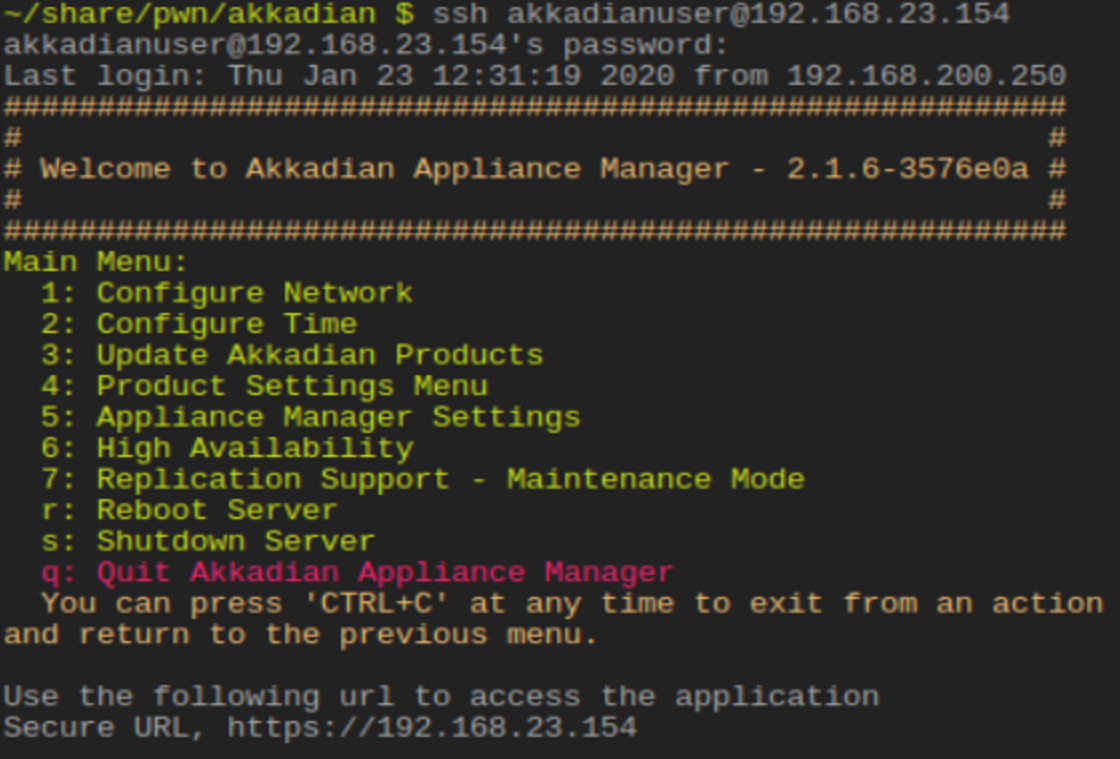 ~/share/pwn/akkadian $ ssh akkadianuser@192.168.23.154
akkadianuser@192.168.23.154's password:
Last login: Thu Jan 23 12:31:19 2020 from 192.168.200.250
#########################################################
#                                                       #
# Welcome to Akkadian Appliance Manager - 2.1.6-3576e0a #
#                                                       #
#########################################################
Main Menu:
  1: Configure Network
  2: Configure Time
  3: Update Akkadian Products
  4: Product Settings Menu
  5: Appliance Manager Settings
  6: High Availability
  7: Replication Support - Maintenance Mode
  r: Reboot Server
  s: Shutdown Server
  q: Quit Akkadian Appliance Manager
  You can press 'CTRL+C' at any time to exit from an action
and return to the previous menu.

Use the following url to access the application
Secure URL, https://192.168.23.154